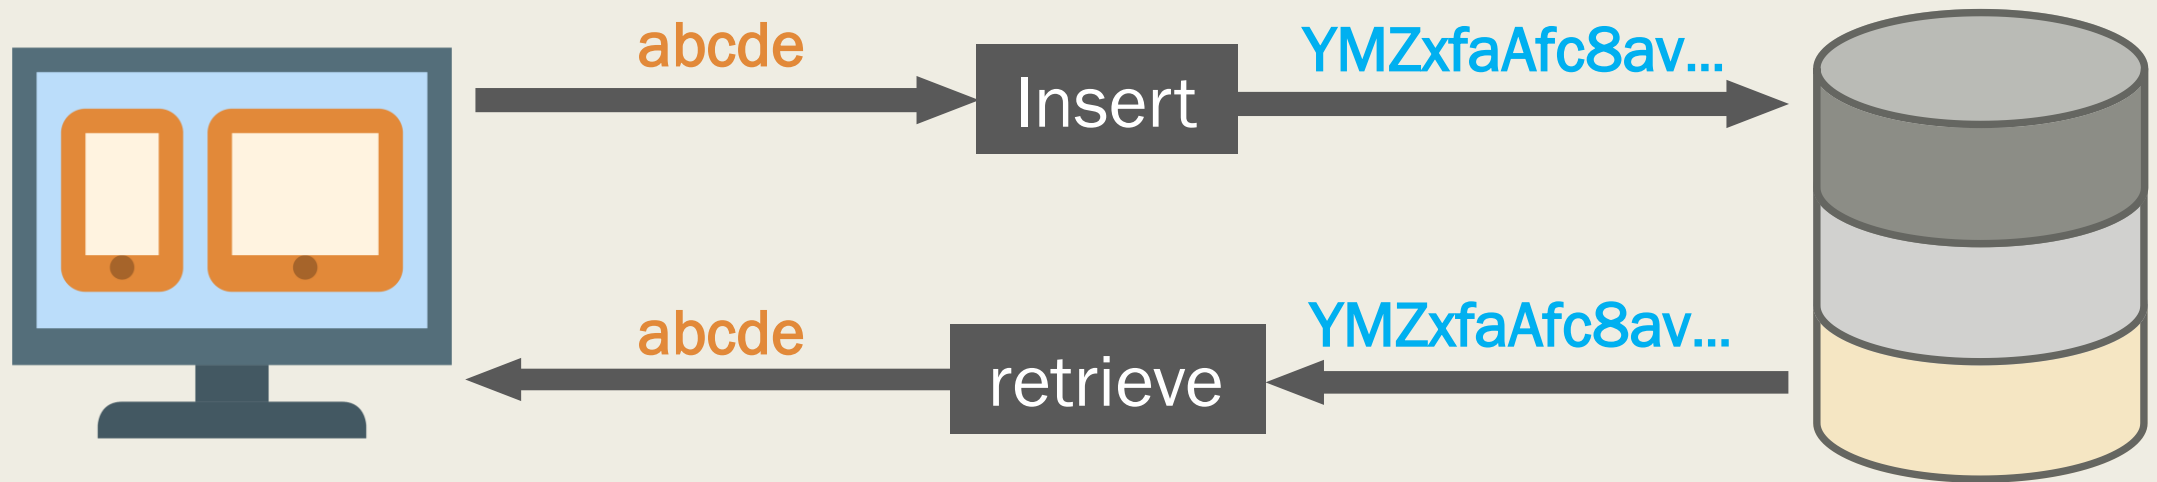 abcde
Insert
YMZxfaAfc8av...
abcde
retrieve
YMZxfaAfc8av...